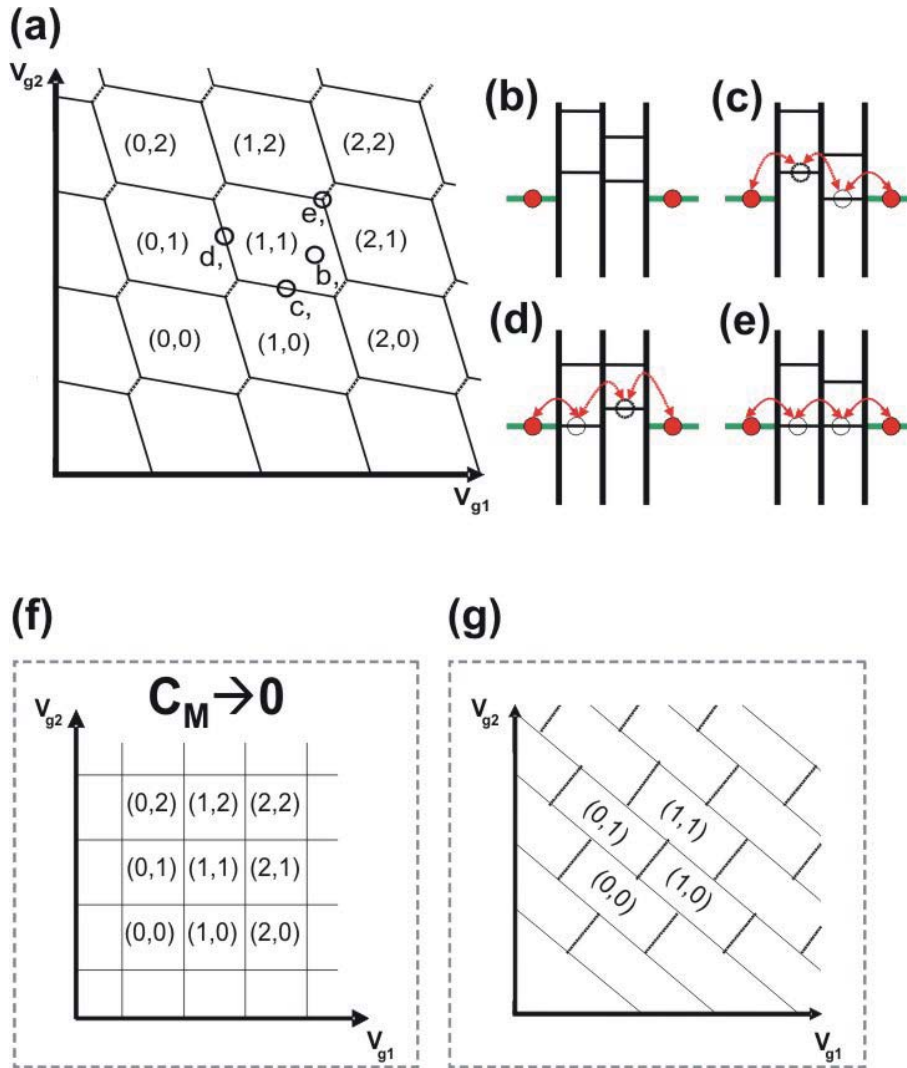 (a)
Vg2
(0,2) (1,2) (2,2)
e,
(0,1) (1,1) (2,1)
d,
b,
c,
(0,0) (1,0) (2,0)
Vg1
(b) (c)
(d) (e)
(f)
CM→0
Vg2
(0,2) (1,2) (2,2)
(0,1) (1,1) (2,1)
(0,0) (1,0) (2,0)
Vg1
(g)
Vg2
(0,1) (1,1)
(0,0) (1,0)
Vg1